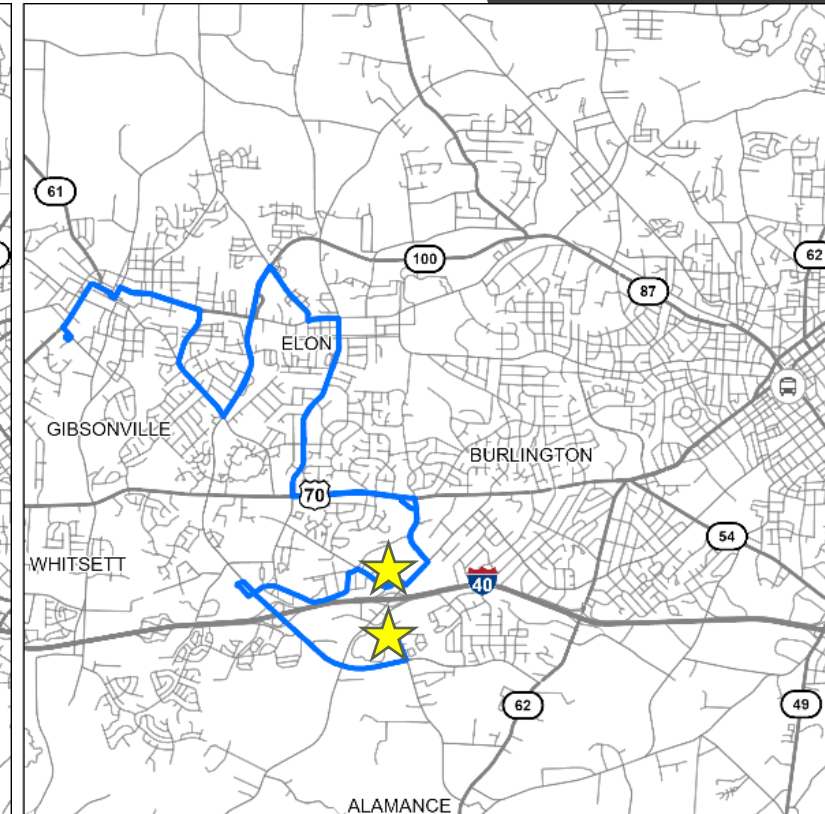 61
62
100
87
ELON
GIBSONVILLE
BURLINGTON
70
54
WHITSETT
40
62
49
ALAMANCE